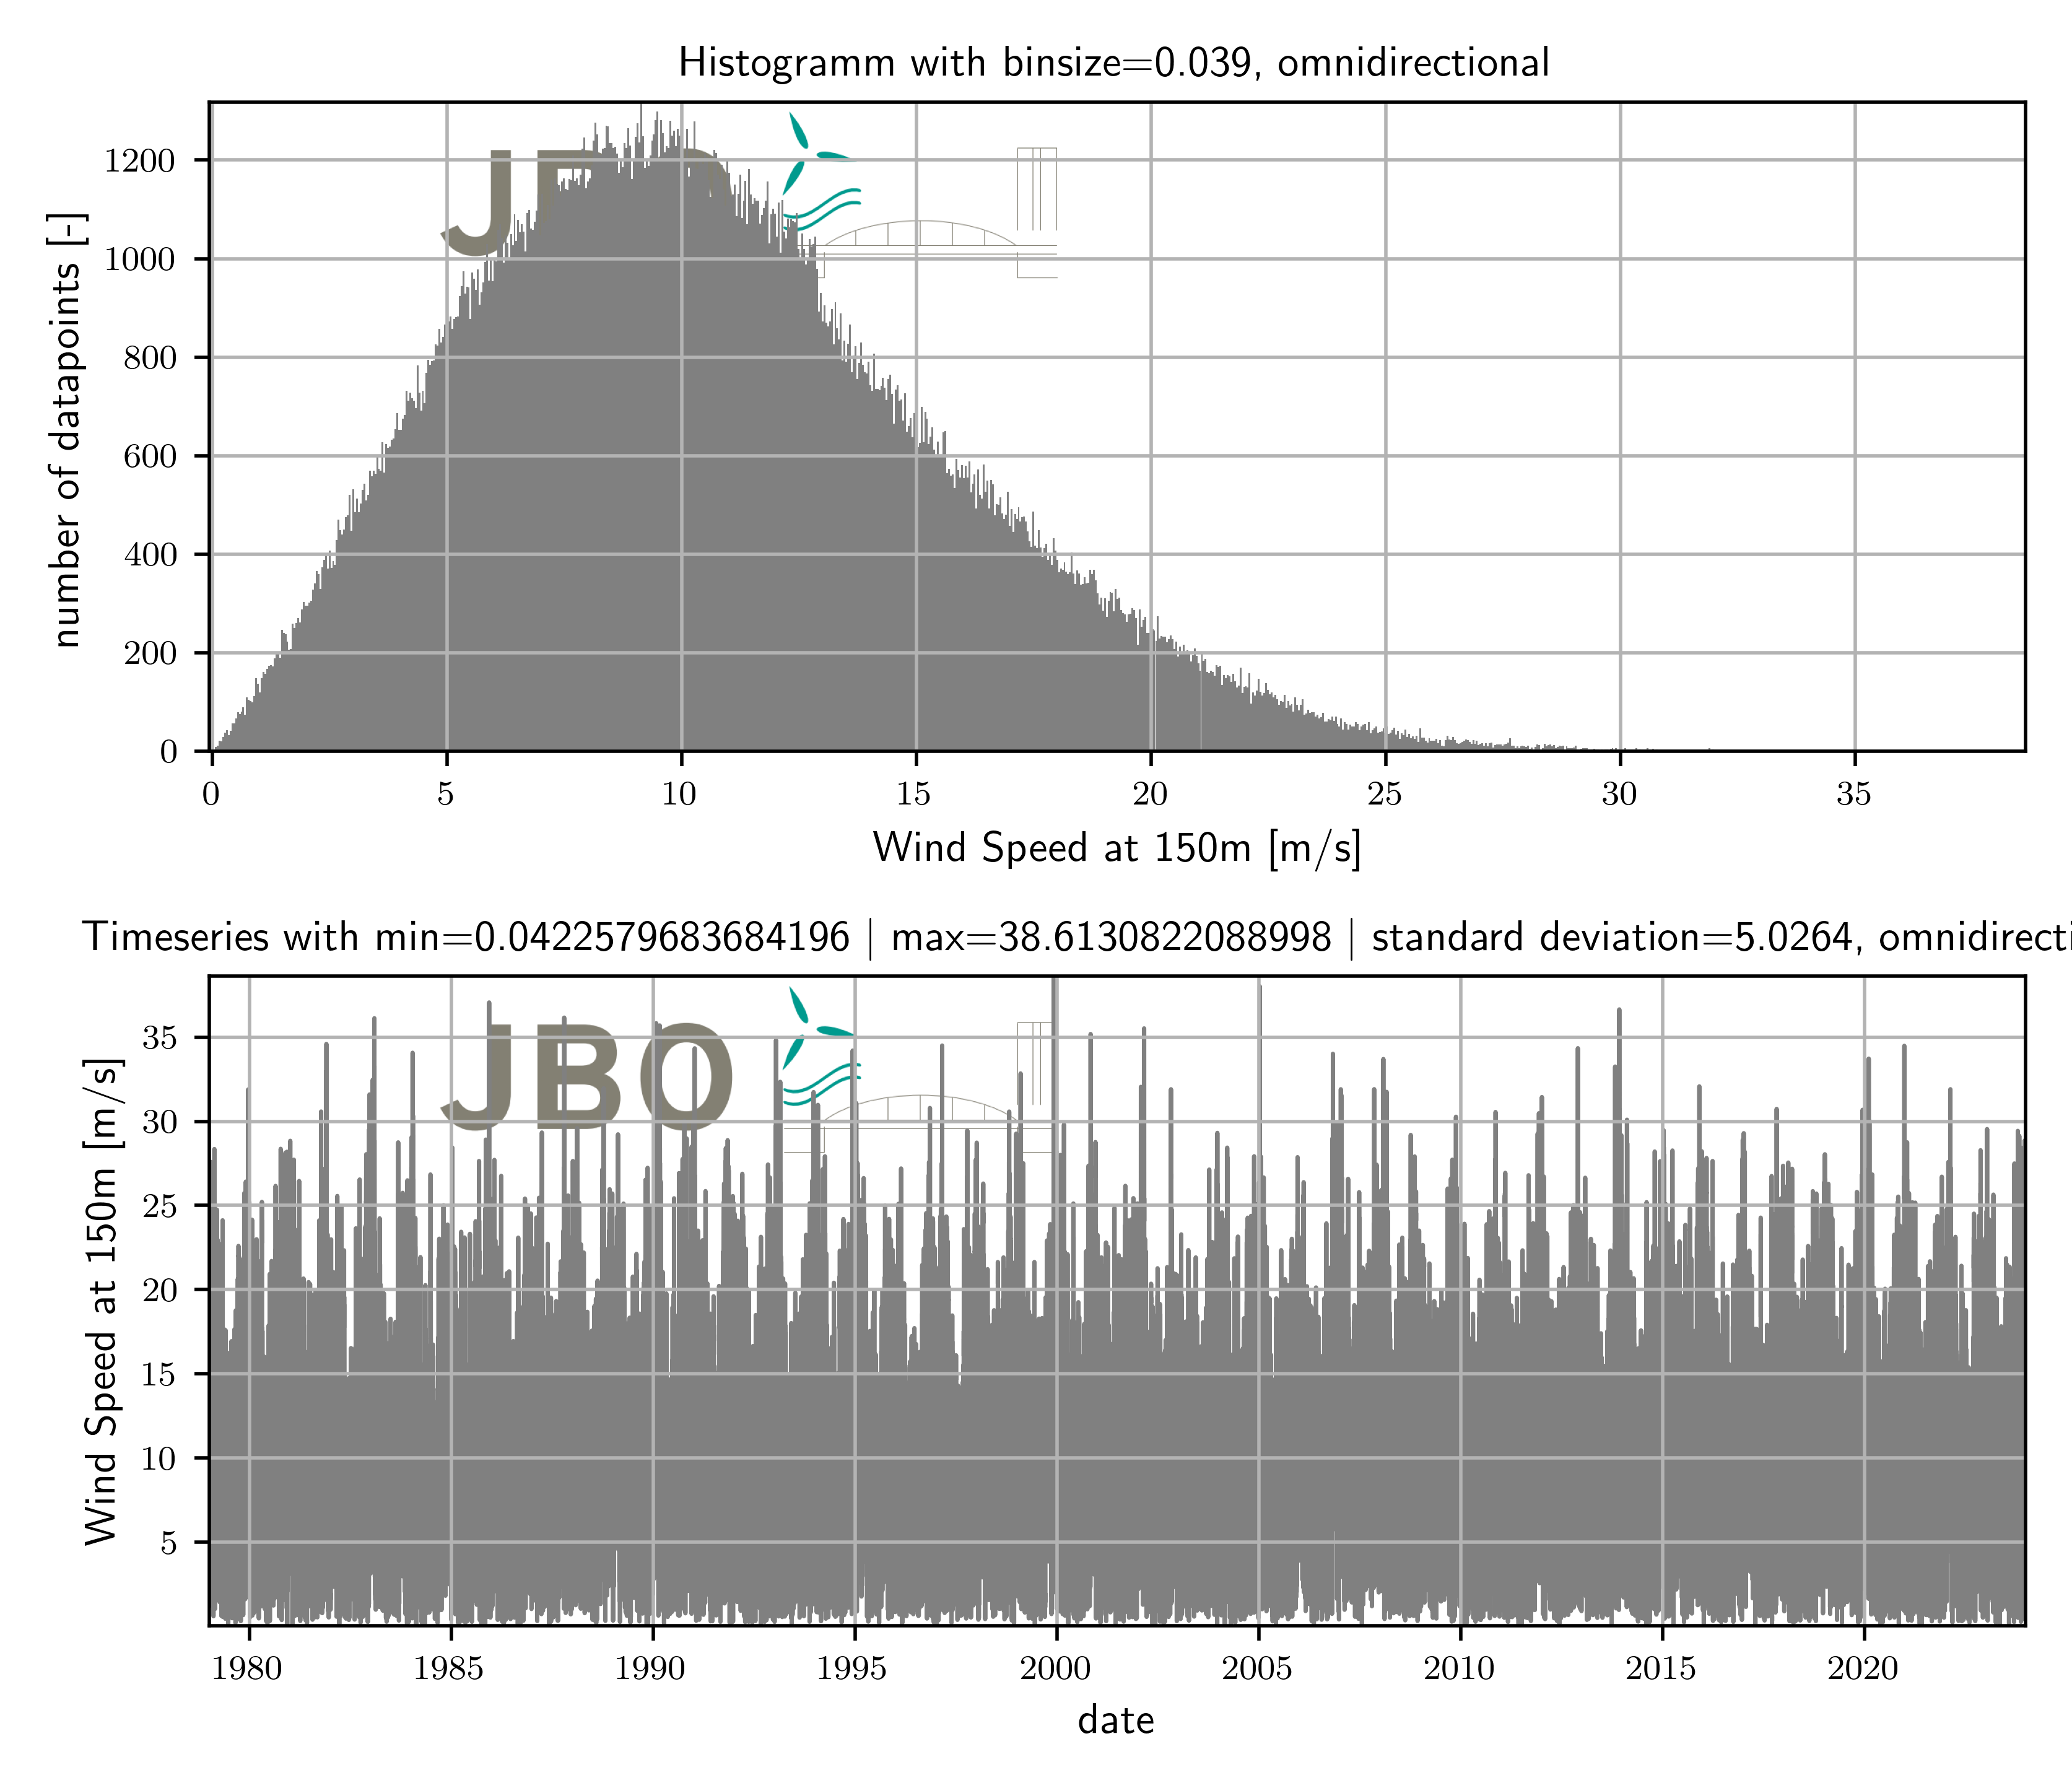 Histogramm with binsize=0.039, omnidirectional
number of datapoints [-]
1200
1000
800
600
400
200
0
0 5 10 15 20 25 30 35
Wind Speed at 150m [m/s]
Timeseries with min=0.0422579683684196 | max=38.6130822088998 | standard deviation=5.0264, omnidirecti
JBO
Wind Speed at 150m [m/s]
35
30
25
20
15
10
5
1980 1985 1990 1995 2000 2005 2010 2015 2020
date